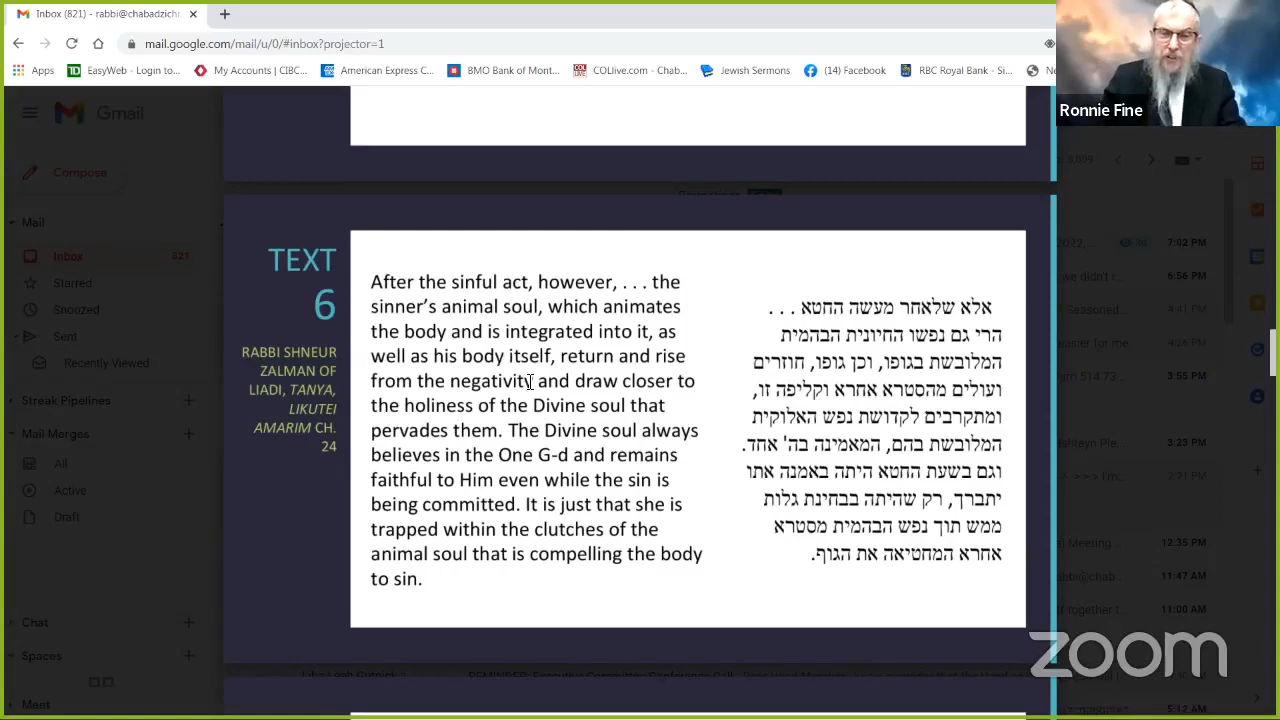 Inbox (821) - rabbi@chabadzichr
mail.google.com/mail/u/0/#inbox?projector=1
Apps
EasyWeb - Login to...
My Accounts | CIBC...
American Express C...
BMO Bank of Mont...
COLlive.com - Chab...
Jewish Sermons
(14) Facebook
RBC Royal Bank - Si...
Ronnie Fine
Gmail
Compose
Mail
Inbox 821
Starred
Snoozed
Sent
Recently Viewed
Streak Pipelines
Mail Merges
All
Active
Draft
Chat
Spaces
Meet
TEXT
6
RABBI SHNEUR
ZALMAN OF
LIADI, TANYA,
LIKUTEI
AMARIM CH.
24
After the sinful act, however, . . . the
sinner's animal soul, which animates
the body and is integrated into it, as
well as his body itself, return and rise
from the negativity and draw closer to
the holiness of the Divine soul that
pervades them. The Divine soul always
believes in the One G-d and remains
faithful to Him even while the sin is
being committed. It is just that she is
trapped within the clutches of the
animal soul that is compelling the body
to sin.
אלא שלאחר מעשה החטא . . .
הרי גם נפשו החיונית הבהמית
המלובשת בגופו, וכן גופו, חוזרים
ועולים מהסטרא אחרא וקליפה זו,
ומתקרבים לקדושת נפש האלוקית
המלובשת בהם, המאמינה בה' אחד.
וגם בשעת החטא היתה באמנה אתו
יתברך, רק שהיתה בבחינת גלות
ממש תוך נפש הבהמית מסטרא
אחרא המחטיאה את הגוף.
7:02 PM
6:56 PM
4:41 PM
4:26 PM
3:55 PM
3:23 PM
12:35 PM
11:47 AM
11:00 AM
5:12 AM
zoom